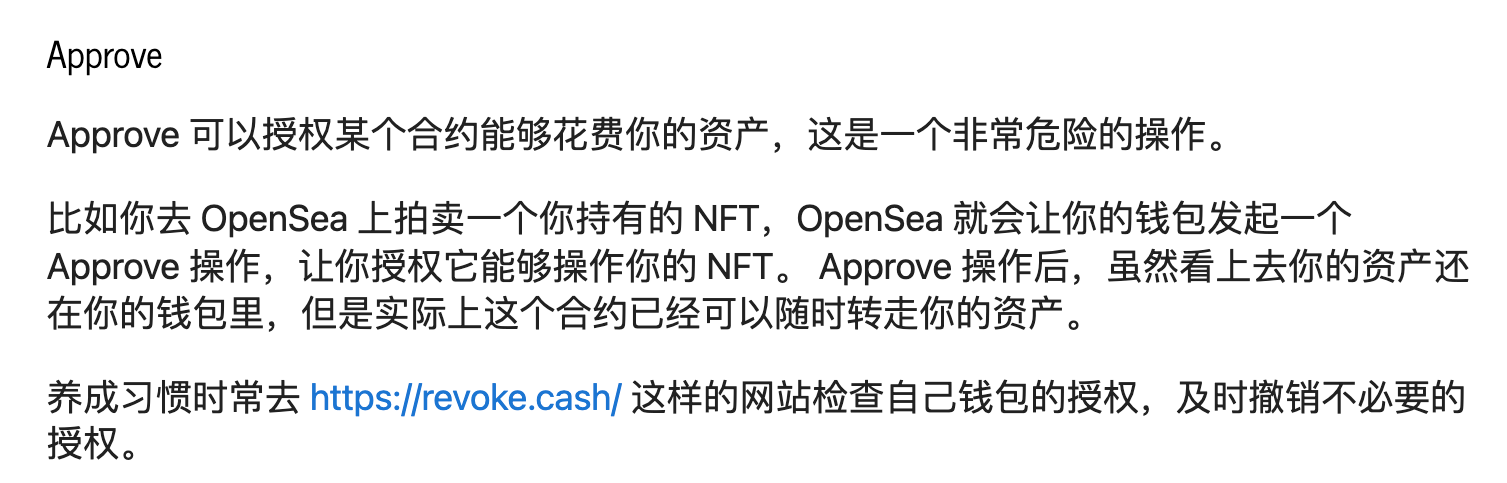 Approve
Approve 可以授权某个合约能够花费你的资产，这是一个非常危险的操作。
比如你去 OpenSea 上拍卖一个你持有的 NFT，OpenSea 就会让你的钱包发起一个
Approve 操作，让你授权它能够操作你的 NFT。 Approve 操作后，虽然看上去你的资产还
在你的钱包里，但是实际上这个合约已经可以随时转走你的资产。
养成习惯时常去 https://revoke.cash/ 这样的网站检查自己钱包的授权，及时撤销不必要的
授权。